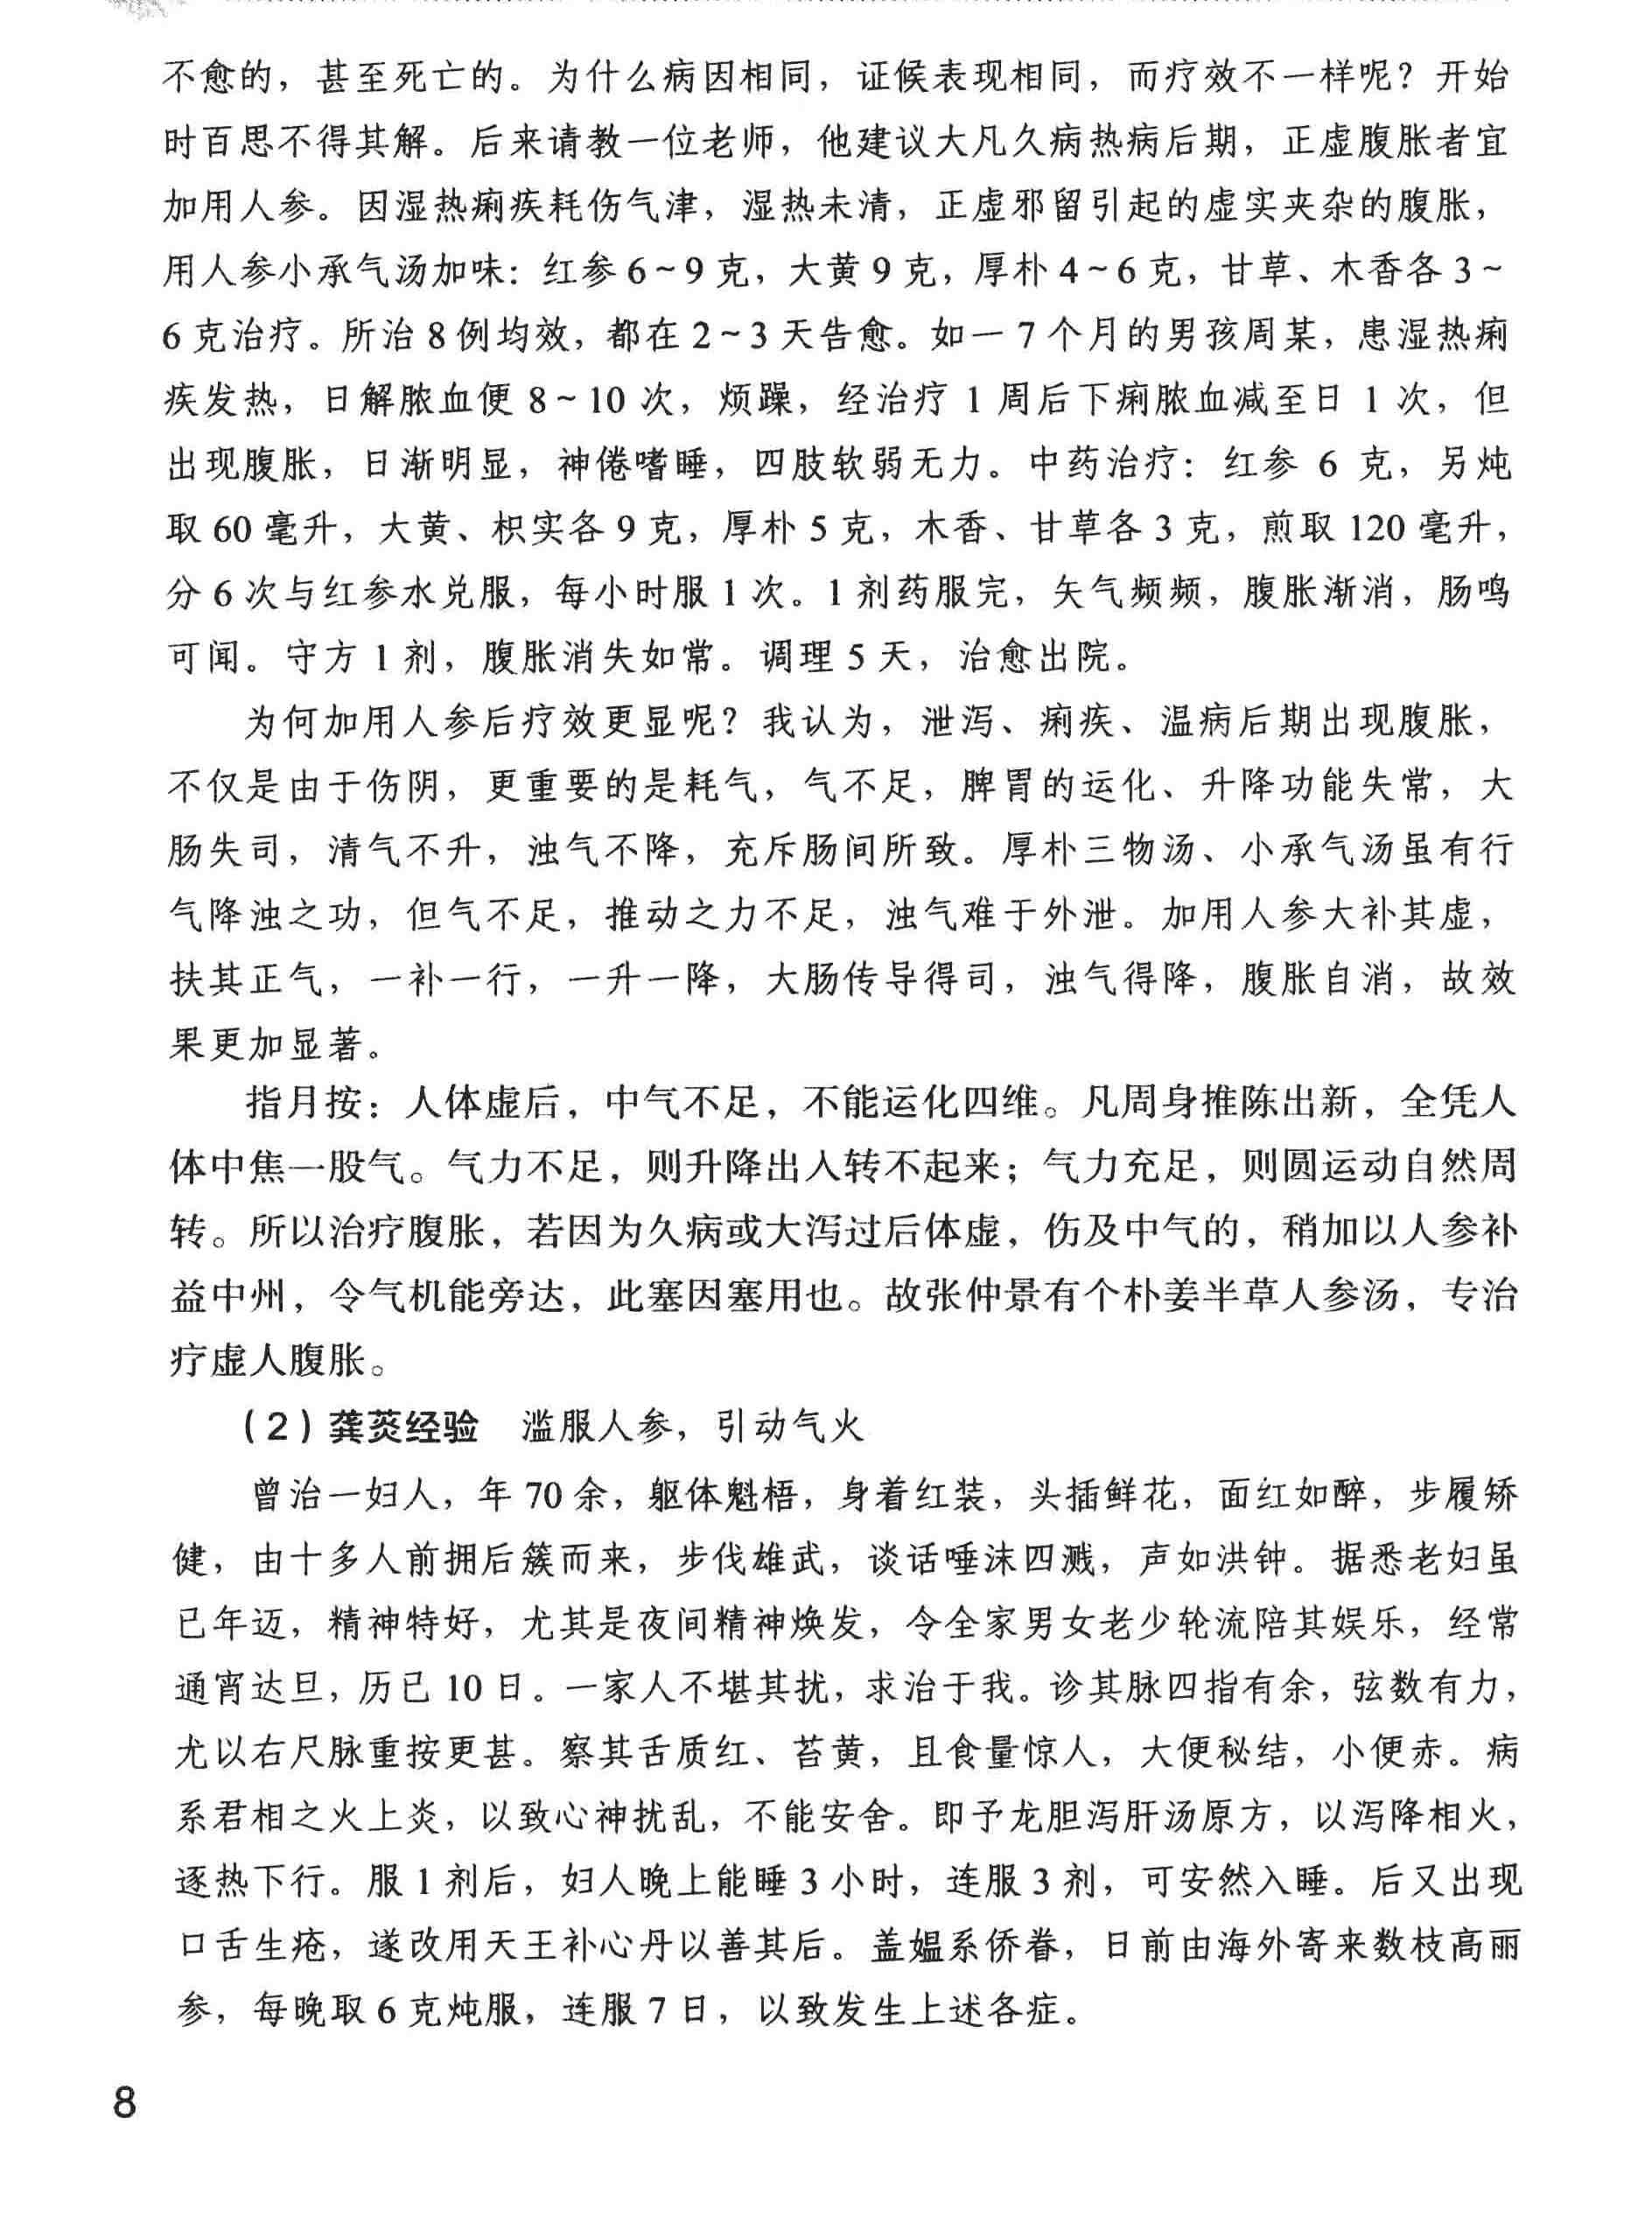 不愈的，甚至死亡的。为什么病因相同，证候表现相同，而疗效不一样呢？开始
时百思不得其解。后来请教一位老师，他建议大凡久病热病后期，正虚腹胀者宜
加用人参。因湿热痢疾耗伤气津，湿热未清，正虚邪留引起的虚实夹杂的腹胀，
用人参小承气汤加味：红参6～9克，大黄9克，厚朴4～6克，甘草、木香各3～
6克治疗。所治8例均效，都在2～3天告愈。如一7个月的男孩周某，患湿热痢
疾发热，日解脓血便8～10次，烦躁，经治疗1周后下痢脓血减至日1次，但
出现腹胀，日渐明显，神倦嗜睡，四肢软弱无力。中药治疗：红参6克，另炖
取60毫升，大黄、枳实各9克，厚朴5克，木香、甘草各3克，煎取120毫升，
分6次与红参水兑服，每小时服1次。1剂药服完，矢气频频，腹胀渐消，肠鸣
可闻。守方1剂，腹胀消失如常。调理5天，治愈出院。
为何加用人参后疗效更显呢？我认为，泄泻、痢疾、温病后期出现腹胀，
不仅是由于伤阴，更重要的是耗气，气不足，脾胃的运化、升降功能失常，大
肠失司，清气不升，浊气不降，充斥肠间所致。厚朴三物汤、小承气汤虽有行
气降浊之功，但气不足，推动之力不足，浊气难于外泄。加用人参大补其虚，
扶其正气，一补一行，一升一降，大肠传导得司，浊气得降，腹胀自消，故效
果更加显著。
指月按：人体虚后，中气不足，不能运化四维。凡周身推陈出新，全凭人
体中焦一股气。气力不足，则升降出入转不起来；气力充足，则圆运动自然周
转。所以治疗腹胀，若因为久病或大泻过后体虚，伤及中气的，稍加以人参补
益中州，令气机能旁达，此塞因塞用也。故张仲景有个朴姜半草人参汤，专治
疗虚人腹胀。
（2）龚荧经验　滥服人参，引动气火
曾治一妇人，年70余，躯体魁梧，身着红装，头插鲜花，面红如醉，步履矫
健，由十多人前拥后簇而来，步伐雄武，谈话唾沫四溅，声如洪钟。据悉老妇虽
已年迈，精神特好，尤其是夜间精神焕发，令全家男女老少轮流陪其娱乐，经常
通宵达旦，历已10日。一家人不堪其扰，求治于我。诊其脉四指有余，弦数有力，
尤以右尺脉重按更甚。察其舌质红、苔黄，且食量惊人，大便秘结，小便赤。病
系君相之火上炎，以致心神扰乱，不能安舍。即予龙胆泻肝汤原方，以泻降相火，
逐热下行。服1剂后，妇人晚上能睡3小时，连服3剂，可安然入睡。后又出现
口舌生疮，遂改用天王补心丹以善其后。盖媪系侨眷，日前由海外寄来数枝高丽
参，每晚取6克炖服，连服7日，以致发生上述各症。
8